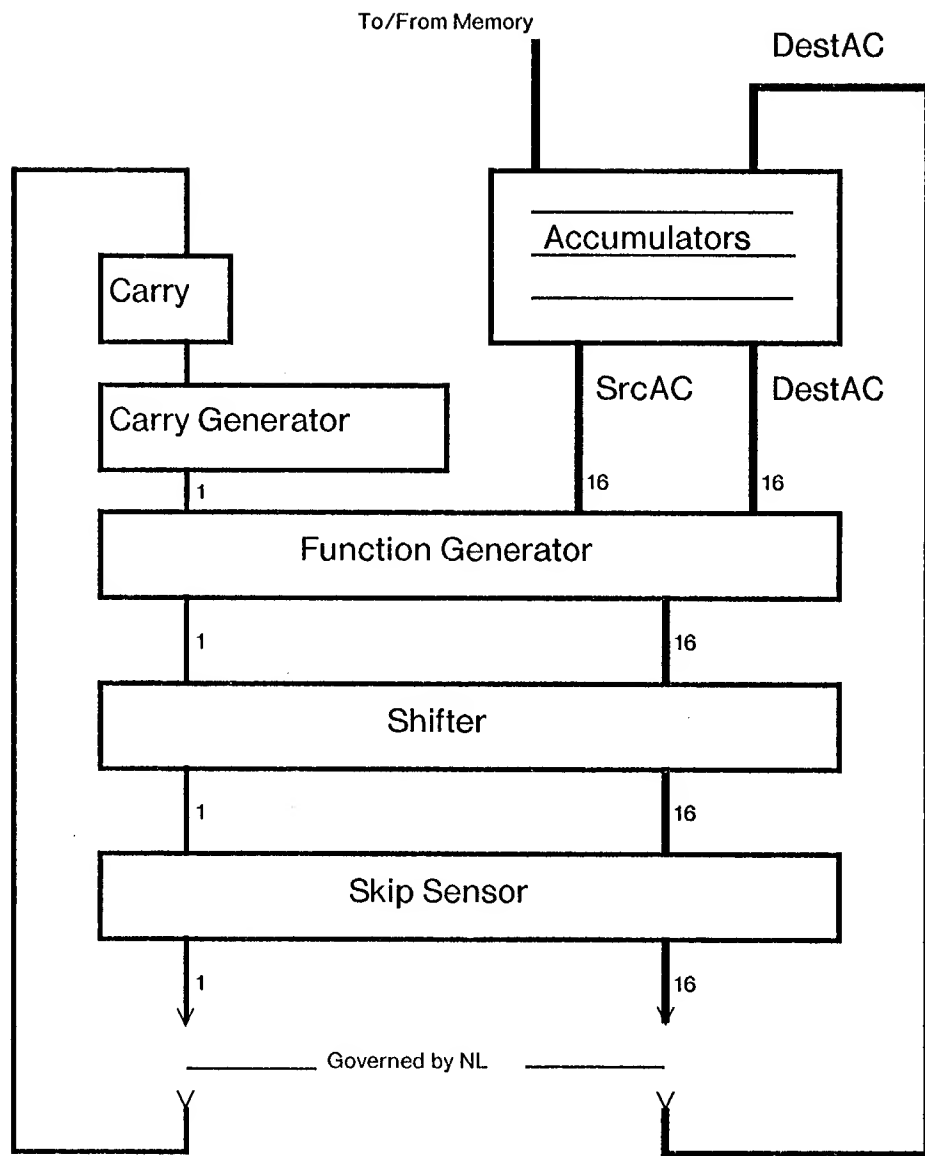 To/From Memory
DestAC
Accumulators
Carry
SrcAC
DestAC
Carry Generator
1
16
16
Function Generator
1
16
Shifter
1
16
Skip Sensor
1
16
Governed by NL